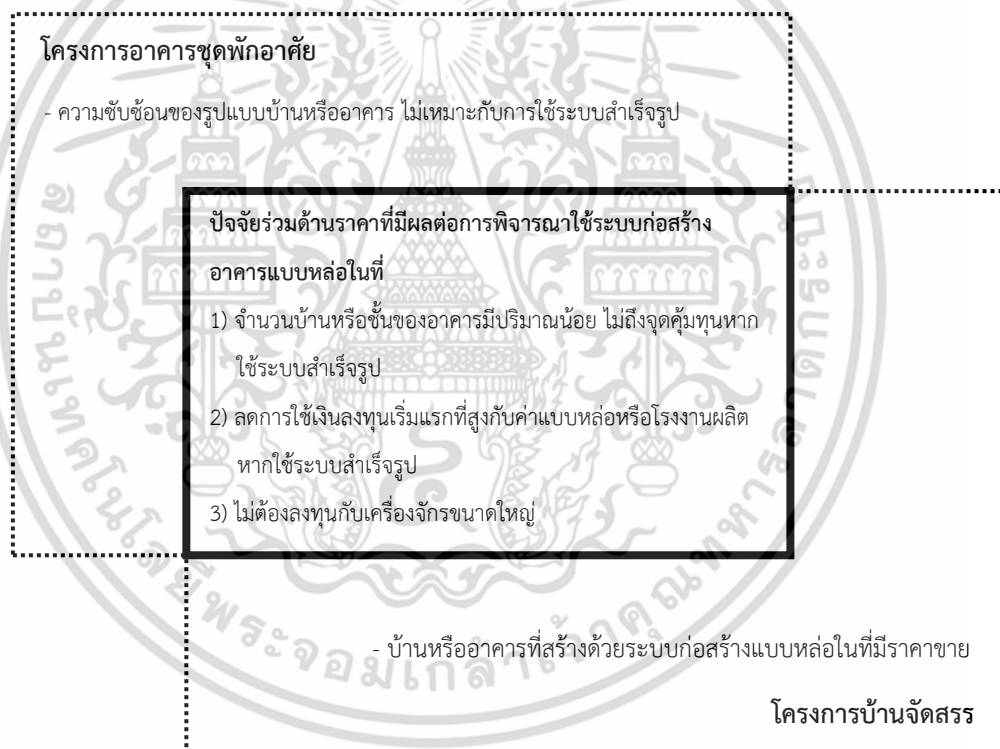 โครงการอาคารชุดพักอาศัย
- ความซับซ้อนของรูปแบบบ้านหรืออาคาร ไม่เหมาะกับการใช้ระบบสำเร็จรูป
ปัจจัยร่วมด้านราคาที่มีผลต่อการพิจารณาใช้ระบบก่อสร้าง
อาคารแบบหล่อในที่
1) จำนวนบ้านหรือชั้นของอาคารมีปริมาณน้อย ไม่ถึงจุดคุ้มทุนหาก
ใช้ระบบสำเร็จรูป
2) ลดการใช้เงินลงทุนเริ่มแรกที่สูงกับค่าแบบหล่อหรือโรงงานผลิต
หากใช้ระบบสำเร็จรูป
3) ไม่ต้องลงทุนกับเครื่องจักรขนาดใหญ่
- บ้านหรืออาคารที่สร้างด้วยระบบก่อสร้างแบบหล่อในที่มีราคาขาย
โครงการบ้านจัดสรร